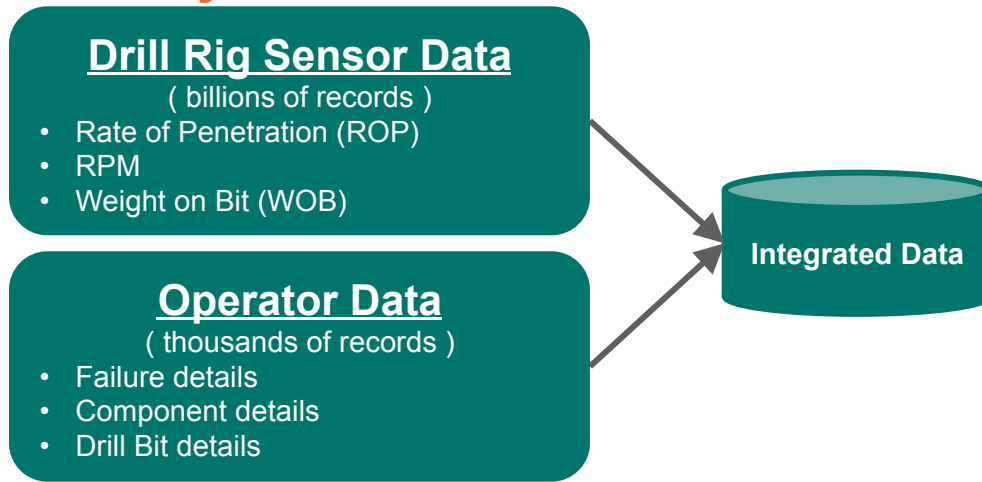 Drill Rig Sensor Data
( billions of records )
• Rate of Penetration (ROP)
• RPM
• Weight on Bit (WOB)
Integrated Data
Operator Data
( thousands of records )
• Failure details
• Component details
• Drill Bit details